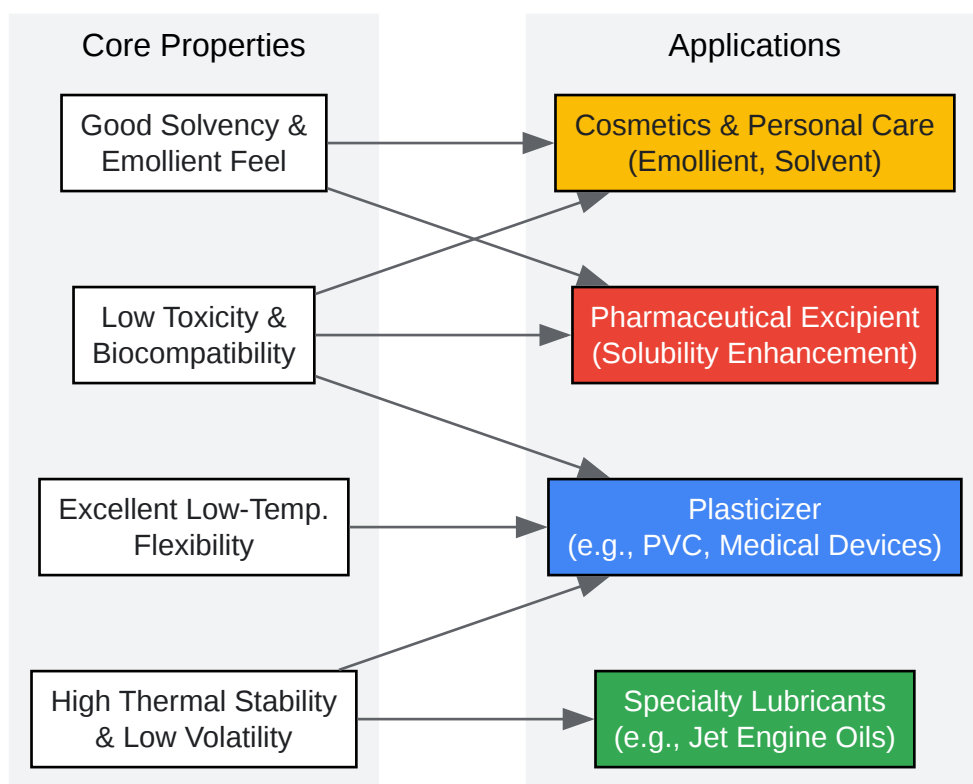 Core Properties
Applications
Good Solvency &
Emollient Feel
Cosmetics & Personal Care
(Emollient, Solvent)
Low Toxicity &
Biocompatibility
Pharmaceutical Excipient
(Solubility Enhancement)
Excellent Low-Temp.
Flexibility
Plasticizer
(e.g., PVC, Medical Devices)
High Thermal Stability
& Low Volatility
Specialty Lubricants
(e.g., Jet Engine Oils)